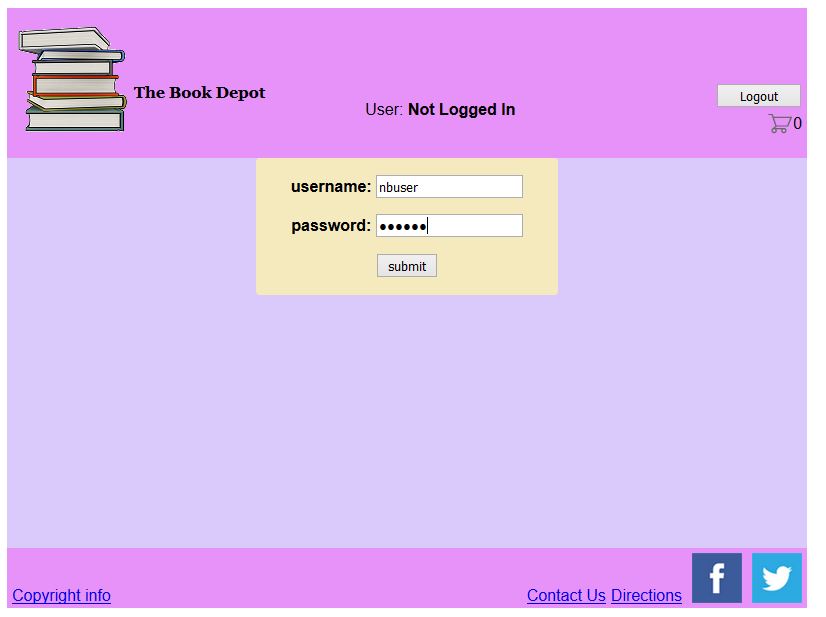 The Book Depot
User: Not Logged In
Logout
0
username: nbuser
password: ●●●●●●
submit
Copyright info
Contact Us Directions